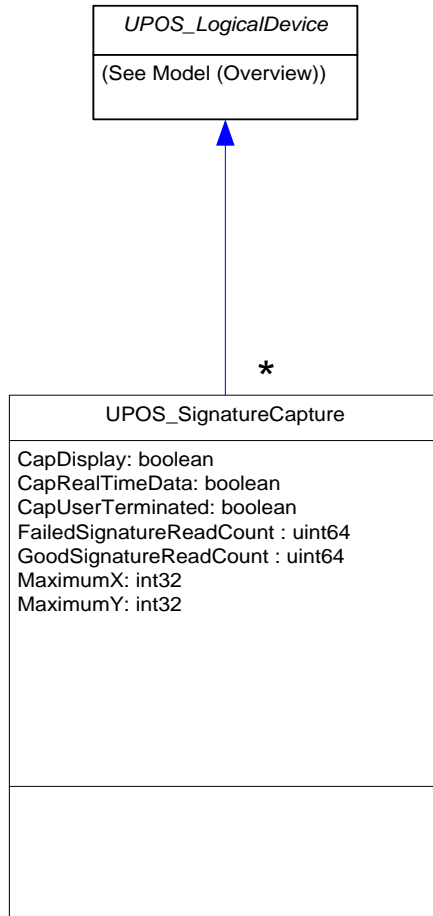 UPOS_LogicalDevice
(See Model (Overview))
*
UPOS_SignatureCapture
CapDisplay: boolean
CapRealTimeData: boolean
CapUserTerminated: boolean
FailedSignatureReadCount : uint64
GoodSignatureReadCount : uint64
MaximumX: int32
MaximumY: int32